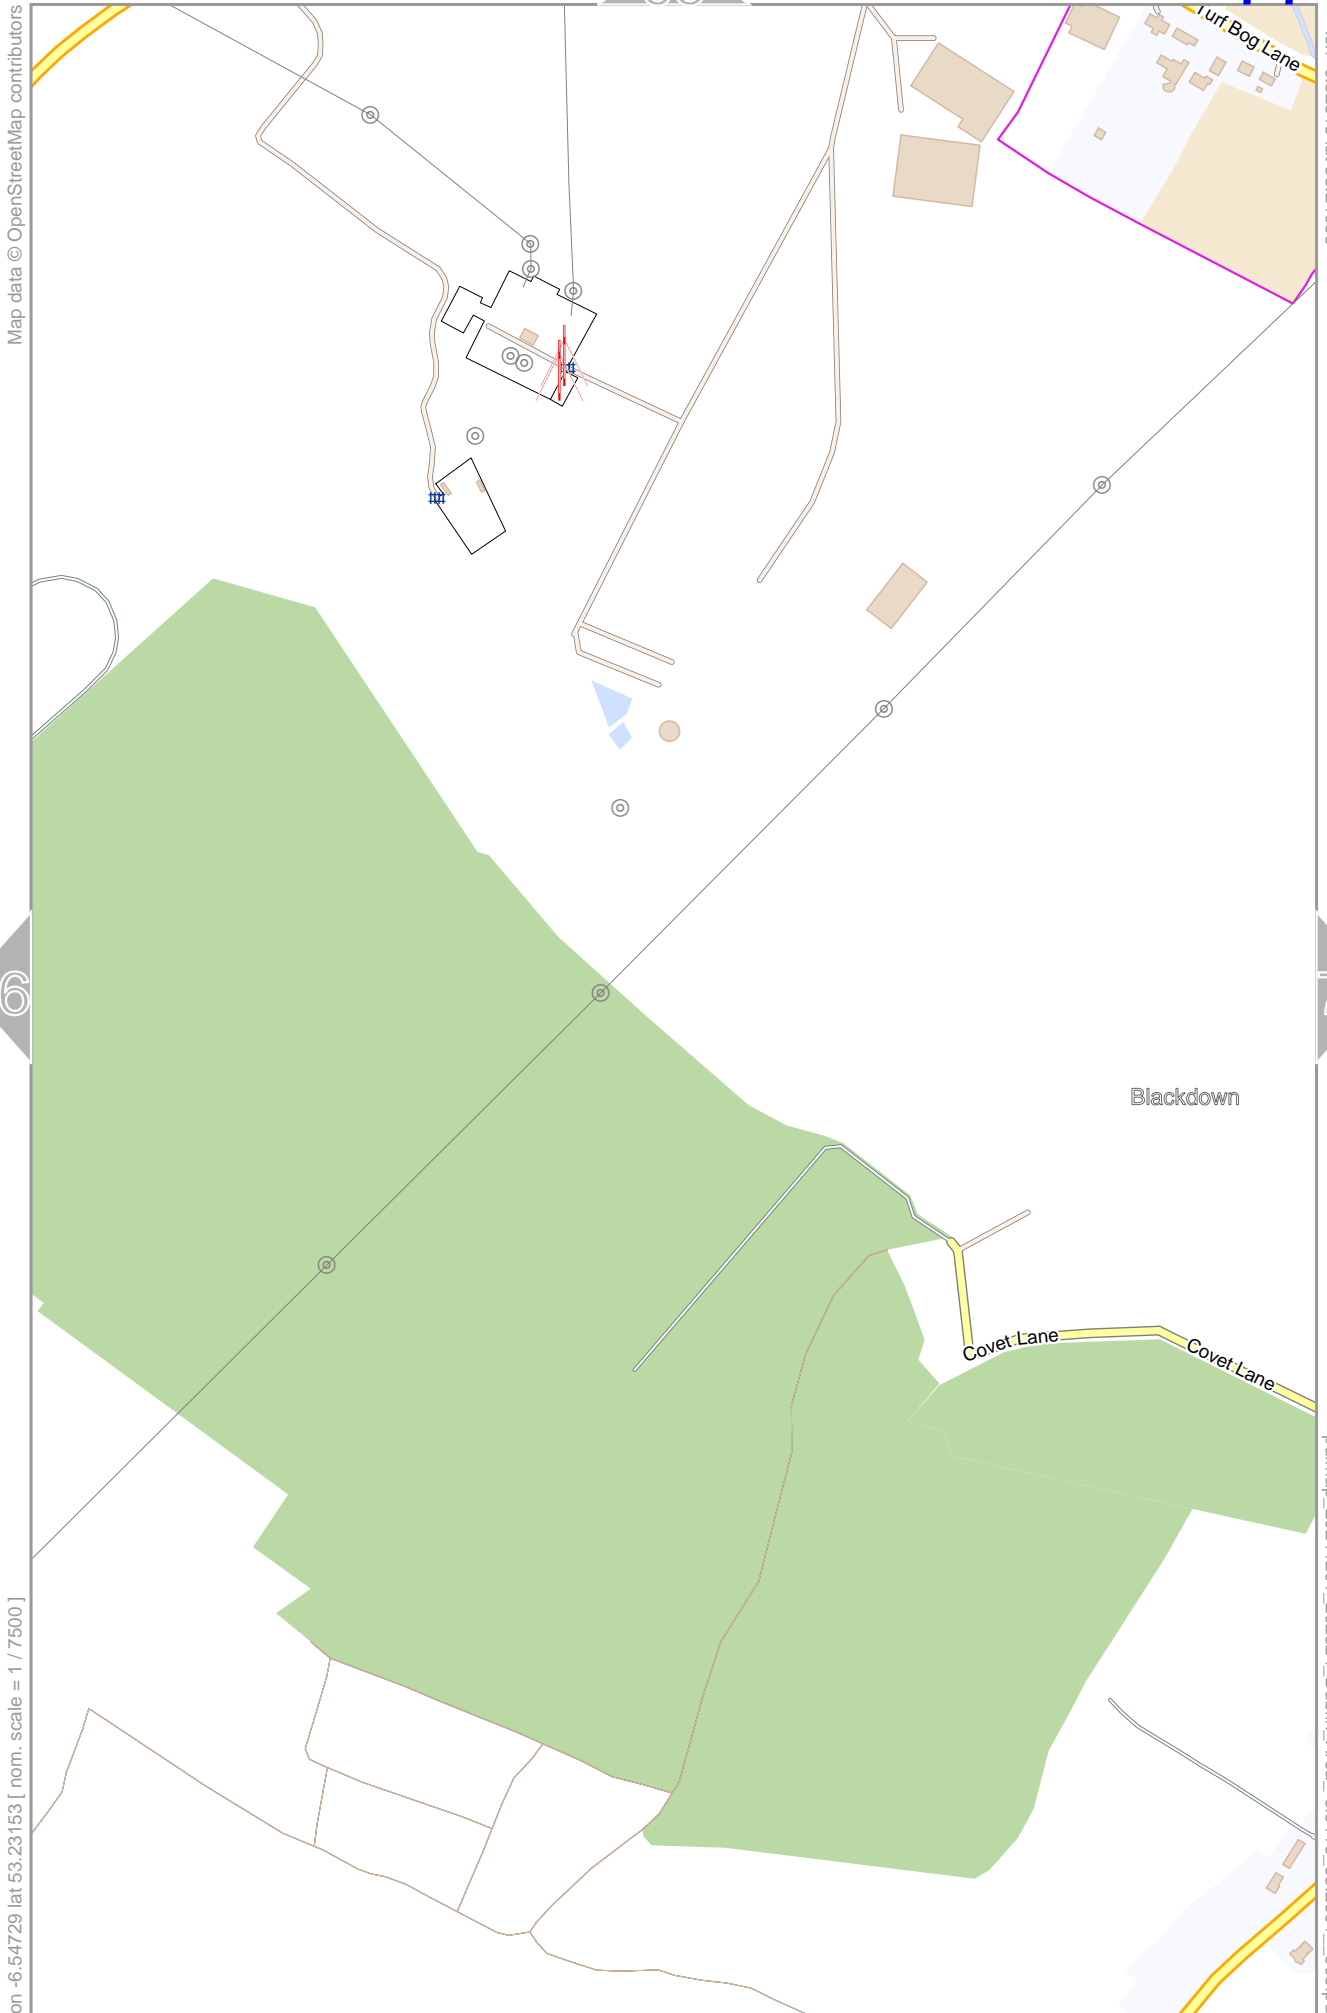 Map data © OpenStreetMap contributors
Turf Bog Lane
6
Blackdown
Covet Lane
Covet Lane
on -6.54729 lat 53.23153 [ nom. scale = 1 / 7500 ]